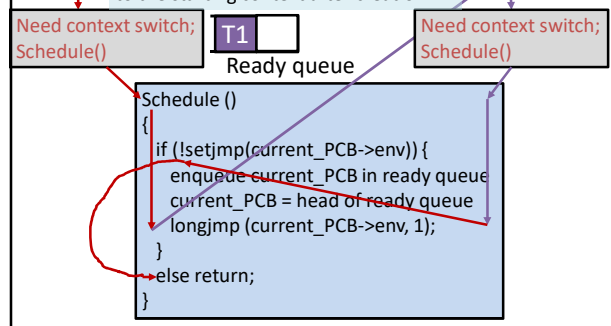 Need context switch;
Schedule()
T1
Ready queue
Need context switch;
Schedule()
Schedule ()
{
if (!setjmp(current_PCB->env)) {
enqueue current_PCB in ready queue
current_PCB = head of ready queue
longjmp (current_PCB->env, 1);
}
else return;
}